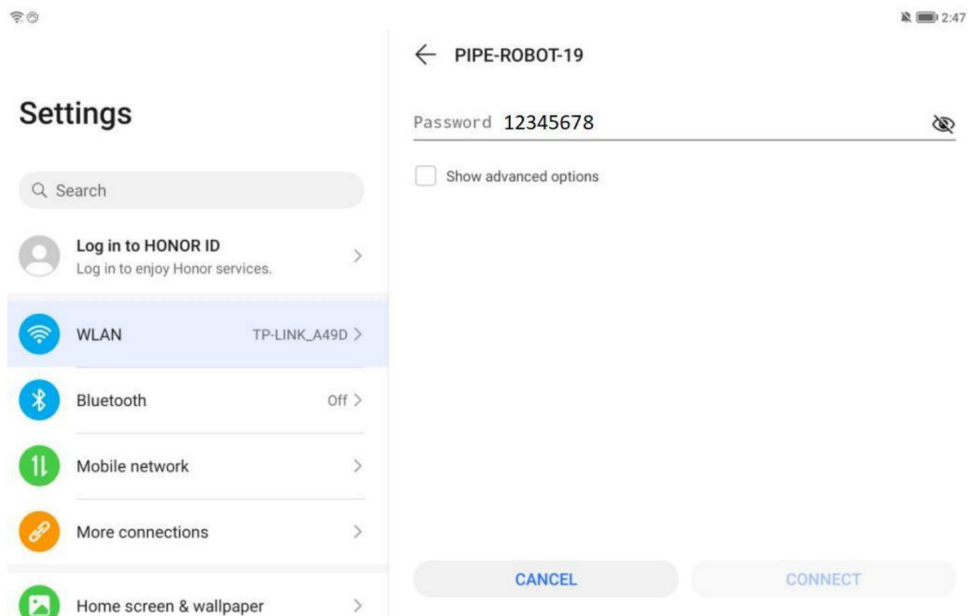 2:47
Settings
Search
Log in to HONOR ID
Log in to enjoy Honor services.
WLAN TP-LINK_A49D
Bluetooth Off
Mobile network
More connections
Home screen & wallpaper
PIPE-ROBOT-19
Password 12345678
Show advanced options
CANCEL CONNECT